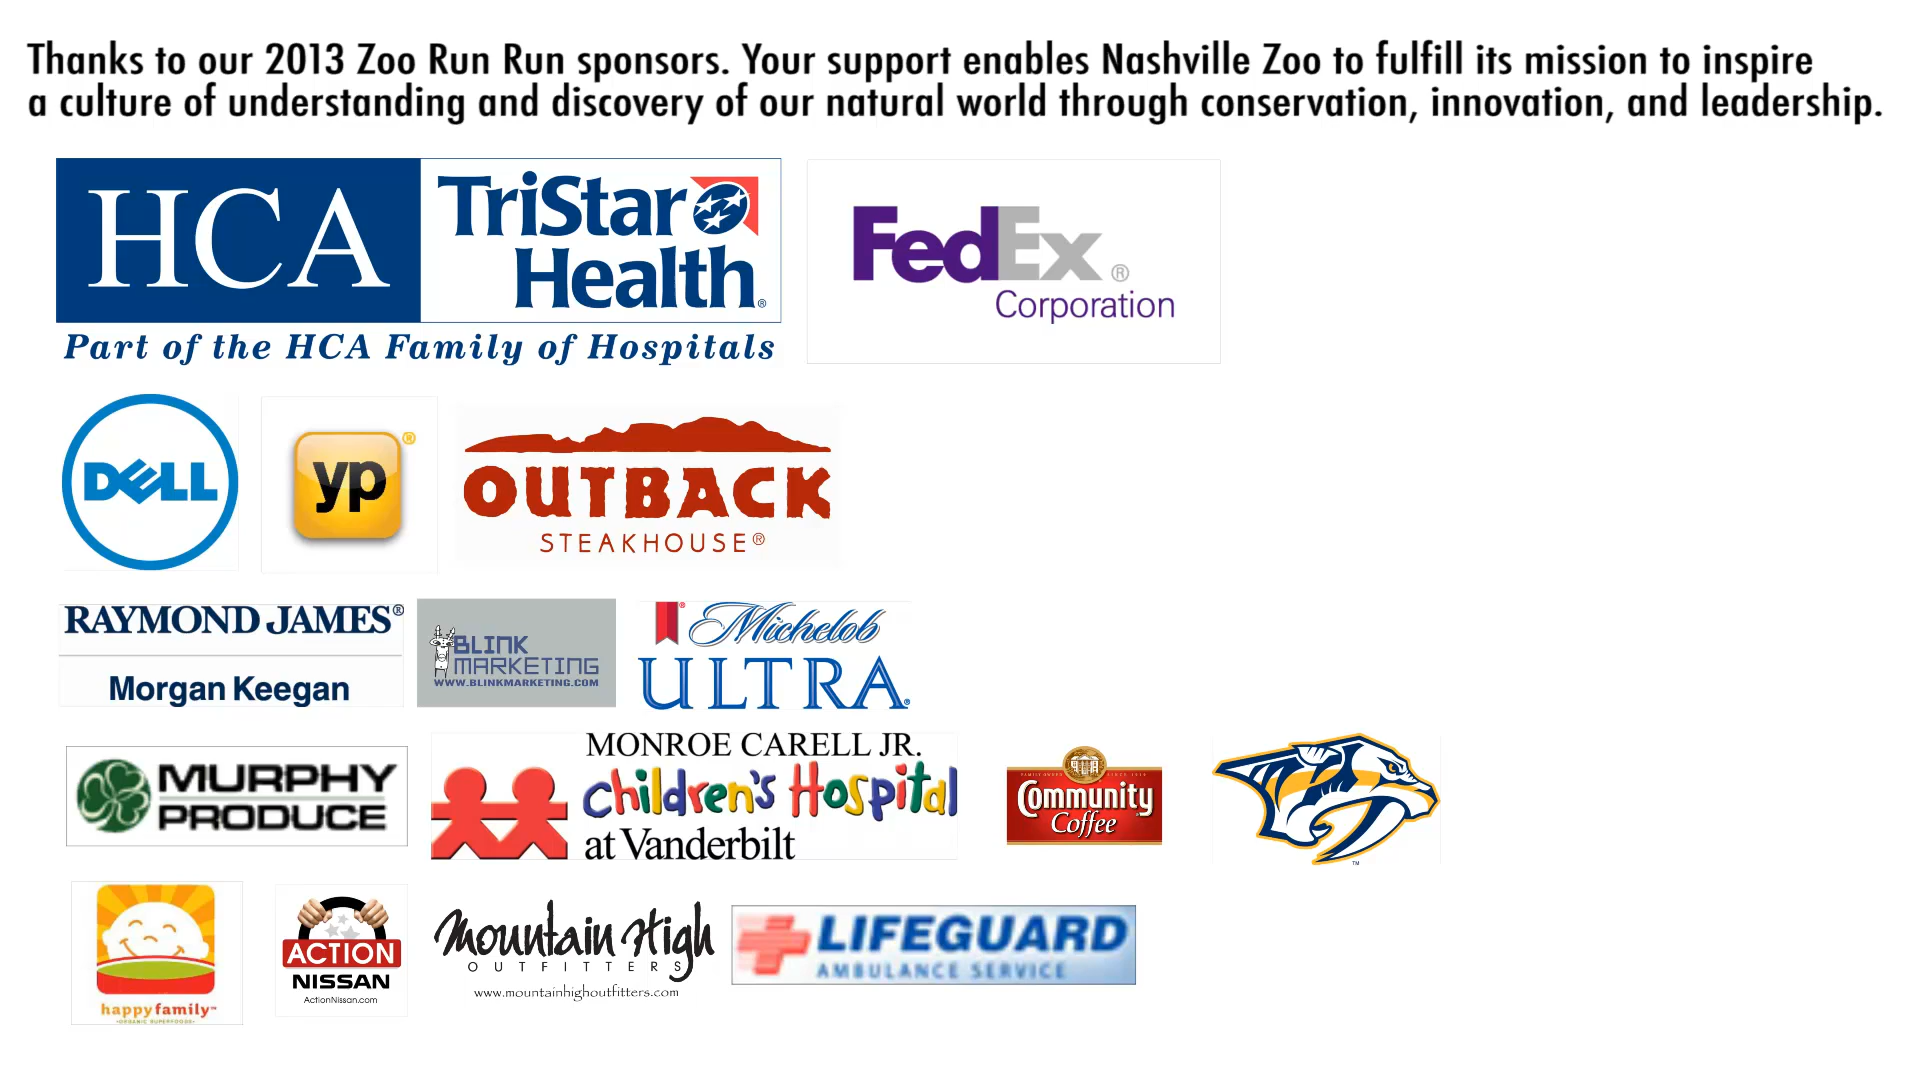 Thanks to our 2013 Zoo Run Run sponsors. Your support enables Nashville Zoo to fulfill its mission to inspire
a culture of understanding and discovery of our natural world through conservation, innovation, and leadership.
HCA
TriStar
Health®
Part of the HCA Family of Hospitals
FedEx®
Corporation
DELL
yp®
OUTBACK
STEAKHOUSE®
RAYMOND JAMES®
Morgan Keegan
BLINK
MARKETING
WWW.BLINKMARKETING.COM
Michelob
ULTRA®
MURPHY
PRODUCE
MONROE CARELL JR.
Children's Hospital
at Vanderbilt
Community
Coffee
TM
happyfamily™
ORGANIC SUPERFOODS
ACTION
NISSAN
ActionNissan.com
Mountain High
OUTFITTERS
www.mountainhighoutfitters.com
LIFEGUARD
AMBULANCE SERVICE